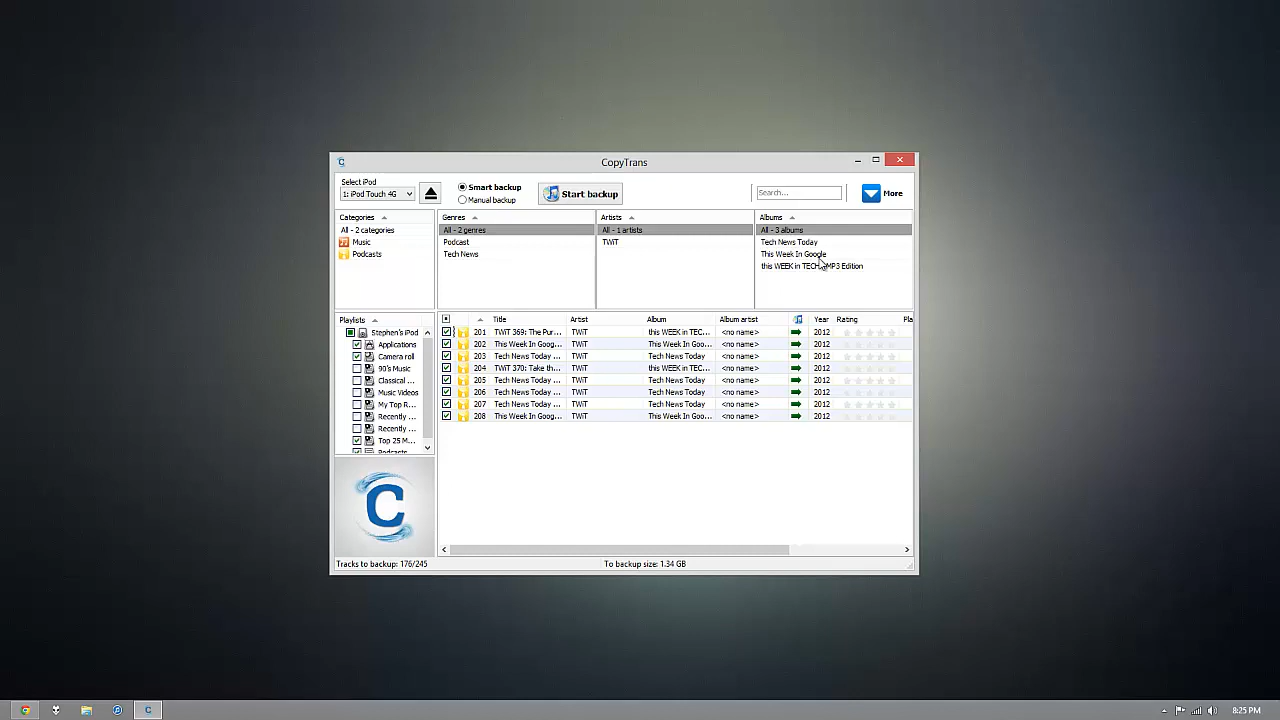 CopyTrans
Select iPod
1: iPod Touch 4G
Smart backup
Manual backup
Start backup
Search...
More
Categories
All - 2 categories
Music
Podcasts
Genres
All - 2 genres
Podcast
Tech News
Artists
All - 1 artists
TWiT
Albums
All - 3 albums
Tech News Today
This Week In Google
this WEEK in TECH MP3 Edition
Playlists
Stephen's iPod
Applications
Camera roll
90's Music
Classical ...
Music Videos
My Top R...
Recently ...
Recently ...
Top 25 M...
Podcasts
Title Artist Album Album artist Year Rating Pla
201 TWiT 369: The Pur... TWiT this WEEK in TEC... <no name> 2012
202 This Week In Goog... TWiT This Week In Goo... <no name> 2012
203 Tech News Today ... TWiT Tech News Today <no name> 2012
204 TWiT 370: Take th... TWiT this WEEK in TEC... <no name> 2012
205 Tech News Today ... TWiT Tech News Today <no name> 2012
206 Tech News Today ... TWiT Tech News Today <no name> 2012
207 Tech News Today ... TWiT Tech News Today <no name> 2012
208 This Week In Goog... TWiT This Week In Goo... <no name> 2012
C
Tracks to backup: 176/245
To backup size: 1.34 GB
8:25 PM